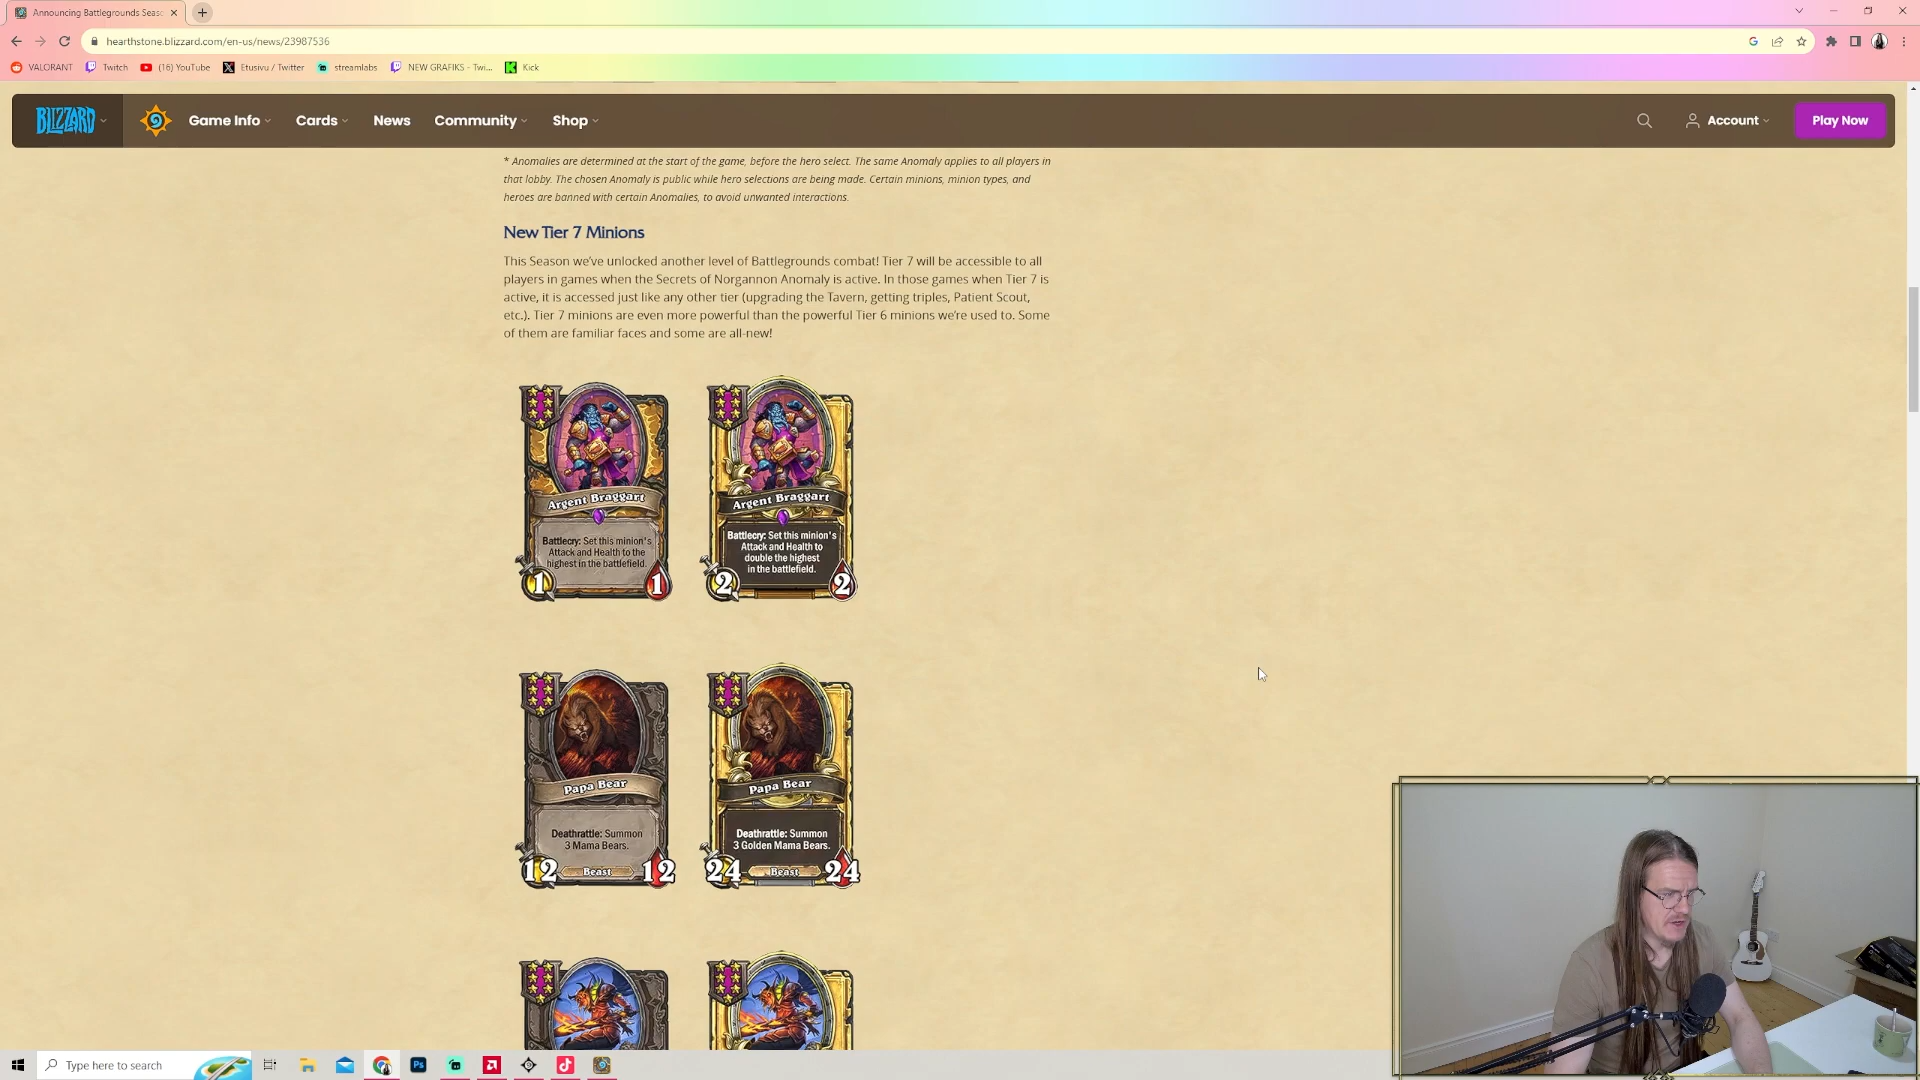 Announcing Battlegrounds Seas
hearthstone.blizzard.com/en-us/news/23987536
VALORANT Twitch (16) YouTube Etusivu / Twitter streamlabs NEW GRAFIKS - Twi... Kick
BLIZZARD Game Info Cards News Community Shop Account Play Now
* Anomalies are determined at the start of the game, before the hero select. The same Anomaly applies to all players in
that lobby. The chosen Anomaly is public while hero selections are being made. Certain minions, minion types, and
heroes are banned with certain Anomalies, to avoid unwanted interactions.
New Tier 7 Minions
This Season we've unlocked another level of Battlegrounds combat! Tier 7 will be accessible to all
players in games when the Secrets of Norgannon Anomaly is active. In those games when Tier 7 is
active, it is accessed just like any other tier (upgrading the Tavern, getting triples, Patient Scout,
etc.). Tier 7 minions are even more powerful than the powerful Tier 6 minions we're used to. Some
of them are familiar faces and some are all-new!
Argent Braggart
Battlecry: Set this minion's
Attack and Health to the
highest in the battlefield.
1 1
Argent Braggart
Battlecry: Set this minion's
Attack and Health to
double the highest
in the battlefield.
2 2
Papa Bear
Deathrattle: Summon
3 Mama Bears.
12 Beast 12
Papa Bear
Deathrattle: Summon
3 Golden Mama Bears.
24 Beast 24
Type here to search
Ps